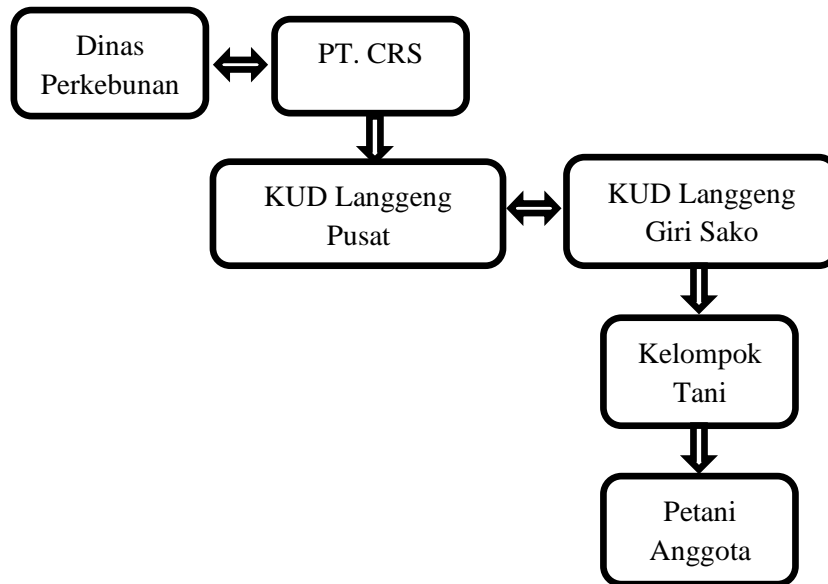 Dinas
Perkebunan
PT. CRS
KUD Langgeng
Pusat
KUD Langgeng
Giri Sako
Kelompok
Tani
Petani
Anggota